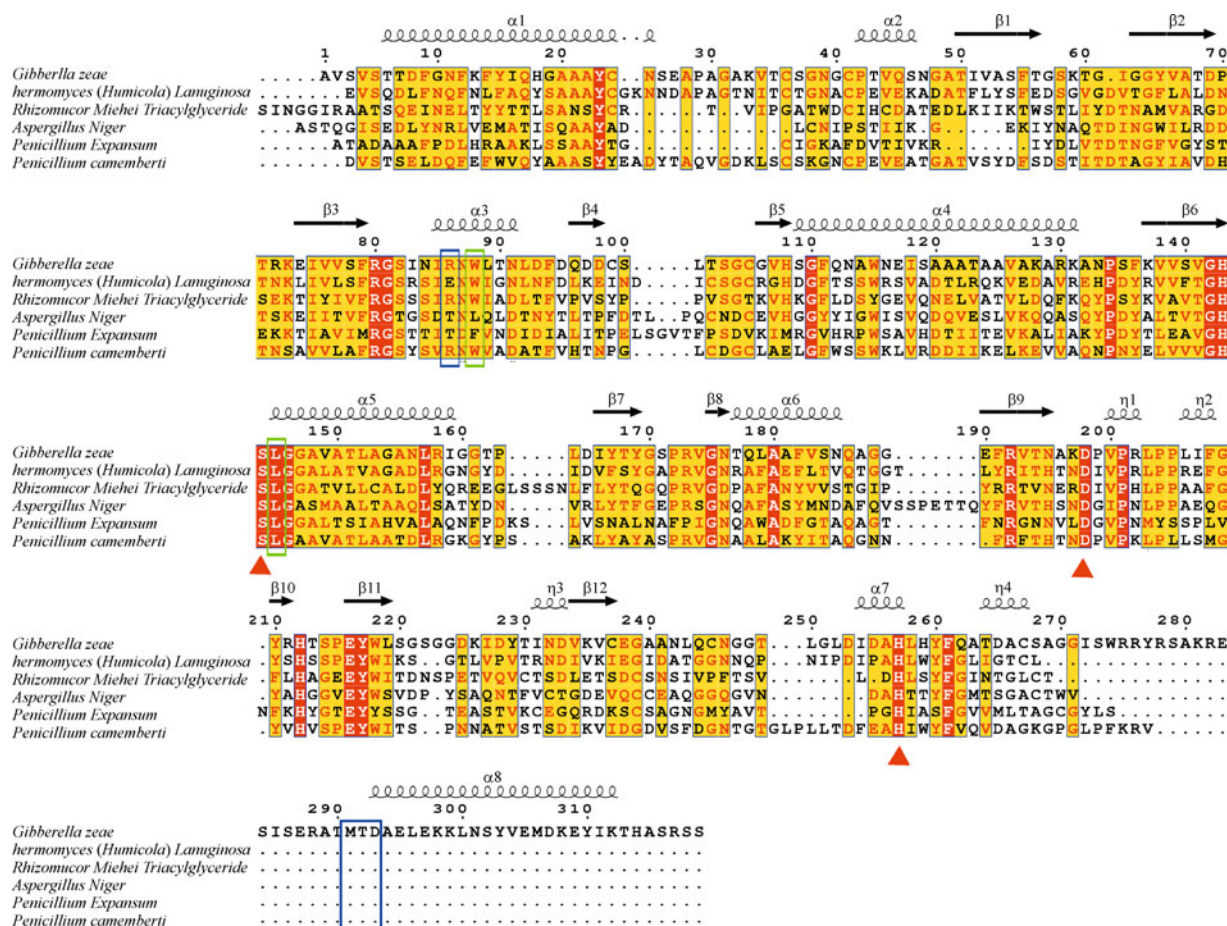 α1 α2 β1 β2
1 10 20 30 40 50 60 70
Gibberlla zeae .....AVSVSTTDFGNFKFYIQHGAAAYC..NSEAPAGAKVTCSGNGCPTVQSNGATIVASFTGSKTG.IGGYVATDP
hermomyces (Humicola) Lanuginosa .......EVSQDLFNQFNLFAQYSAAAYCGKNNDAPAGTNITCTGNACPEVEKADATFLYSFEDSGVGDVTGFLALDN
Rhizomucor Miehei Triacylglyceride SINGGIRAATSQEINELTYYTTLSANSYCR.....T..VIPGATWDCIHCDATEDLKIIKTWSTLIYDTNAMVARGD
Aspergillus Niger ...ASTQGISEDLYNRLVEMATISQAAYAD.........LCNIPSTIIKG.....EKIYNAQTDINGWILRDD
Penicillium Expansum ....ATADAAAFPDLHRAAKLSSAAYTG.........CIGKAFDVTIVKR.....IYDLVTDTNGFVGYST
Penicillium camemberti .......DVSTSELDQFEFWVQYAAASYYEADYTAQVGDKLSCSKGNCPEVEATGATVSYDFSDSTITDTAGYIAVDH
β3 α3 β4 β5 α4 β6
80 90 100 110 120 130 140
Gibberella zeae TRKEIVVSFRGSINIRNWLTNLDFDQDDCS.....LTSGCGVHSGFQNAWNEISAAATAAVAKARKANPSFKVVSVGH
hermomyces (Humicola) Lanuginosa TNKLIVLSFRGSRSIENWIGNINFDLKEIND....ICSGCRGHDGFTSSWRSVADTLRQKVEDAVREHPDYRVVFTGH
Rhizomucor Miehei Triacylglyceride SEKTIYIVFRGSSSIRNWIADLTFVPVSYP.....PVSGTKVHKGFLDSYGEVQNELVATVLDQFKQYPSYKVAVTGH
Aspergillus Niger TSKEIITVFRGTGSDTNLQLDTNYTLTPFDTL..PQCNDCEVHGGYYIGWISVQDQVESLVKQQASQYPDYALTVTGH
Penicillium Expansum EKKTIAVIMRGSTTITDFVNDIDIALITPELSGVTFPSDVKIMRGVHRPWSAVHDTIITEVKALIAKYPDYTLEAVGH
Penicillium camemberti TNSAVVLAFRGSYSVRNWVADATFVHTNPG.....LCDGCLAELGFWSSWKLVRDDIIKELKEVVAQNPNYELVVVGH
α5 β7 β8 α6 β9 η1 η2
150 160 170 180 190 200
Gibberella zeae SLGGAVATLAGANLRIGGTP.....LDIYTYGSPRVGNTQLAAFVSNQAGG........EFRVTNAKDPVPRLPPLIFG
hermomyces (Humicola) Lanuginosa SLGGALATVAGADLRGNGYD.....IDVFSYGAPRVGNRAFAEFLTVQTGGT.......LYRITHTNDIVPRLPPREFG
Rhizomucor Miehei Triacylglyceride SLGGATVLLCALDLYQREEGLSSSNLFLYTQGQPRVGDPAFANYVVSTGIP........YRRTVNERDIVPHLPPAAFG
Aspergillus Niger SLGASMAALTAAQLSATYDN.....VRLYTFGEPRSGNQAFASYMNDAFQVSSPETTQYFRVTHSNDGIPNLPPADEG
Penicillium Expansum SLGGALTSIAHVALAQNFPDKS...LVSNALNAFPIGNQAWADFGTAQAGT........FNRGNNVLDGVPNMYSSPLV
Penicillium camemberti SLGAAVATLAATDLRGKGYPS....AKLYAYASPRVGNAALAKYITAQGNN........FRFTHTNDPVPKLPLLSMG
β10 β11 η3 β12 α7 η4
210 220 230 240 250 260 270 280
Gibberella zeae .YRHTSPEYWLSGSGGDKIDYTINDVKVCEGAANLQCNGGT...LGLDIDAHLHYFQATDACSAGGISWRRYRSAKRE
hermomyces (Humicola) Lanuginosa .YSHSSPEYWIKS..GTLVPVTRNDIVKIEGIDATGGNNQP...NIPDIPAHLWYFGLIGTCL............
Rhizomucor Miehei Triacylglyceride .FLHAGEEYWITDNSPETVQVCTSDLETSDCSNSIVPFTSV.......LDHLSYFGINTGLCT............
Aspergillus Niger .YAHGGVEYWSVDP.YSAQNTFVCTGDEVQCCEAQGGQGVN.......DAHTTYFGMTSGACTWV..........
Penicillium Expansum NFKHYGTEYYSSG..TEASTVKCEGQRDKSCSAGNGMYAVT.......PGHIASFGVVMLTAGCGYLS........
Penicillium camemberti .YVHVSPEYWITS..PNNATVSTSDIKVIDGDVSFDGNTGTGLPLLTDFEAHIWYFVQVDAGKGPGLPFKRV.......
α8
290 300 310
Gibberella zeae SISERATMTDAELEKKLNSYVEMDKEYIKTHASRSS
hermomyces (Humicola) Lanuginosa ....................................
Rhizomucor Miehei Triacylglyceride ....................................
Aspergillus Niger ....................................
Penicillium Expansum ....................................
Penicillium camemberti ....................................